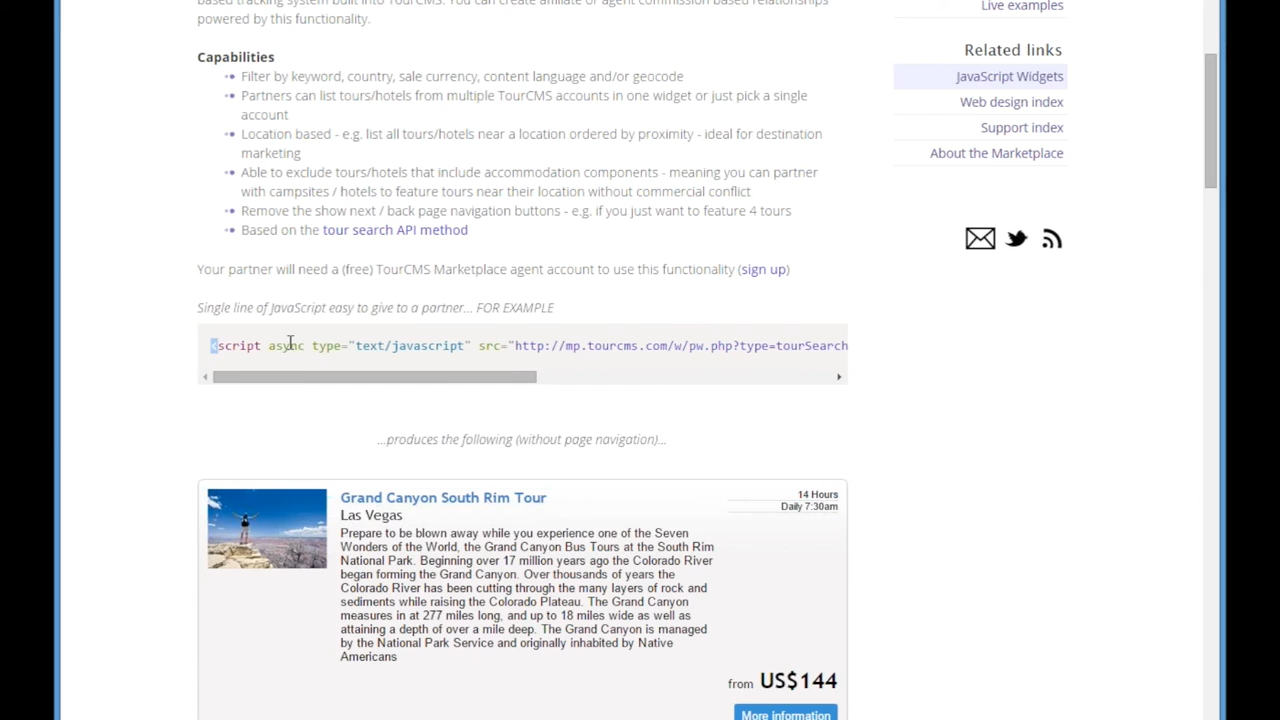 based tracking system built into TourCMS. You can create affiliate or agent commission based relationships
powered by this functionality.
Capabilities
Filter by keyword, country, sale currency, content language and/or geocode
Partners can list tours/hotels from multiple TourCMS accounts in one widget or just pick a single
account
Location based - e.g. list all tours/hotels near a location ordered by proximity - ideal for destination
marketing
Able to exclude tours/hotels that include accommodation components - meaning you can partner
with campsites / hotels to feature tours near their location without commercial conflict
Remove the show next / back page navigation buttons - e.g. if you just want to feature 4 tours
Based on the tour search API method
Your partner will need a (free) TourCMS Marketplace agent account to use this functionality (sign up)
Single line of JavaScript easy to give to a partner... FOR EXAMPLE
<script async type="text/javascript" src="http://mp.tourcms.com/w/pw.php?type=tourSearch
...produces the following (without page navigation)...
Grand Canyon South Rim Tour
Las Vegas
Prepare to be blown away while you experience one of the Seven
Wonders of the World, the Grand Canyon Bus Tours at the South Rim
National Park. Beginning over 17 million years ago the Colorado River
began forming the Grand Canyon. Over thousands of years the
Colorado River has been cutting through the many layers of rock and
sediments while raising the Colorado Plateau. The Grand Canyon
measures in at 277 miles long, and up to 18 miles wide as well as
attaining a depth of over a mile deep. The Grand Canyon is managed
by the National Park Service and originally inhabited by Native
Americans
14 Hours
Daily 7:30am
from US$144
More information
Live examples
Related links
JavaScript Widgets
Web design index
Support index
About the Marketplace